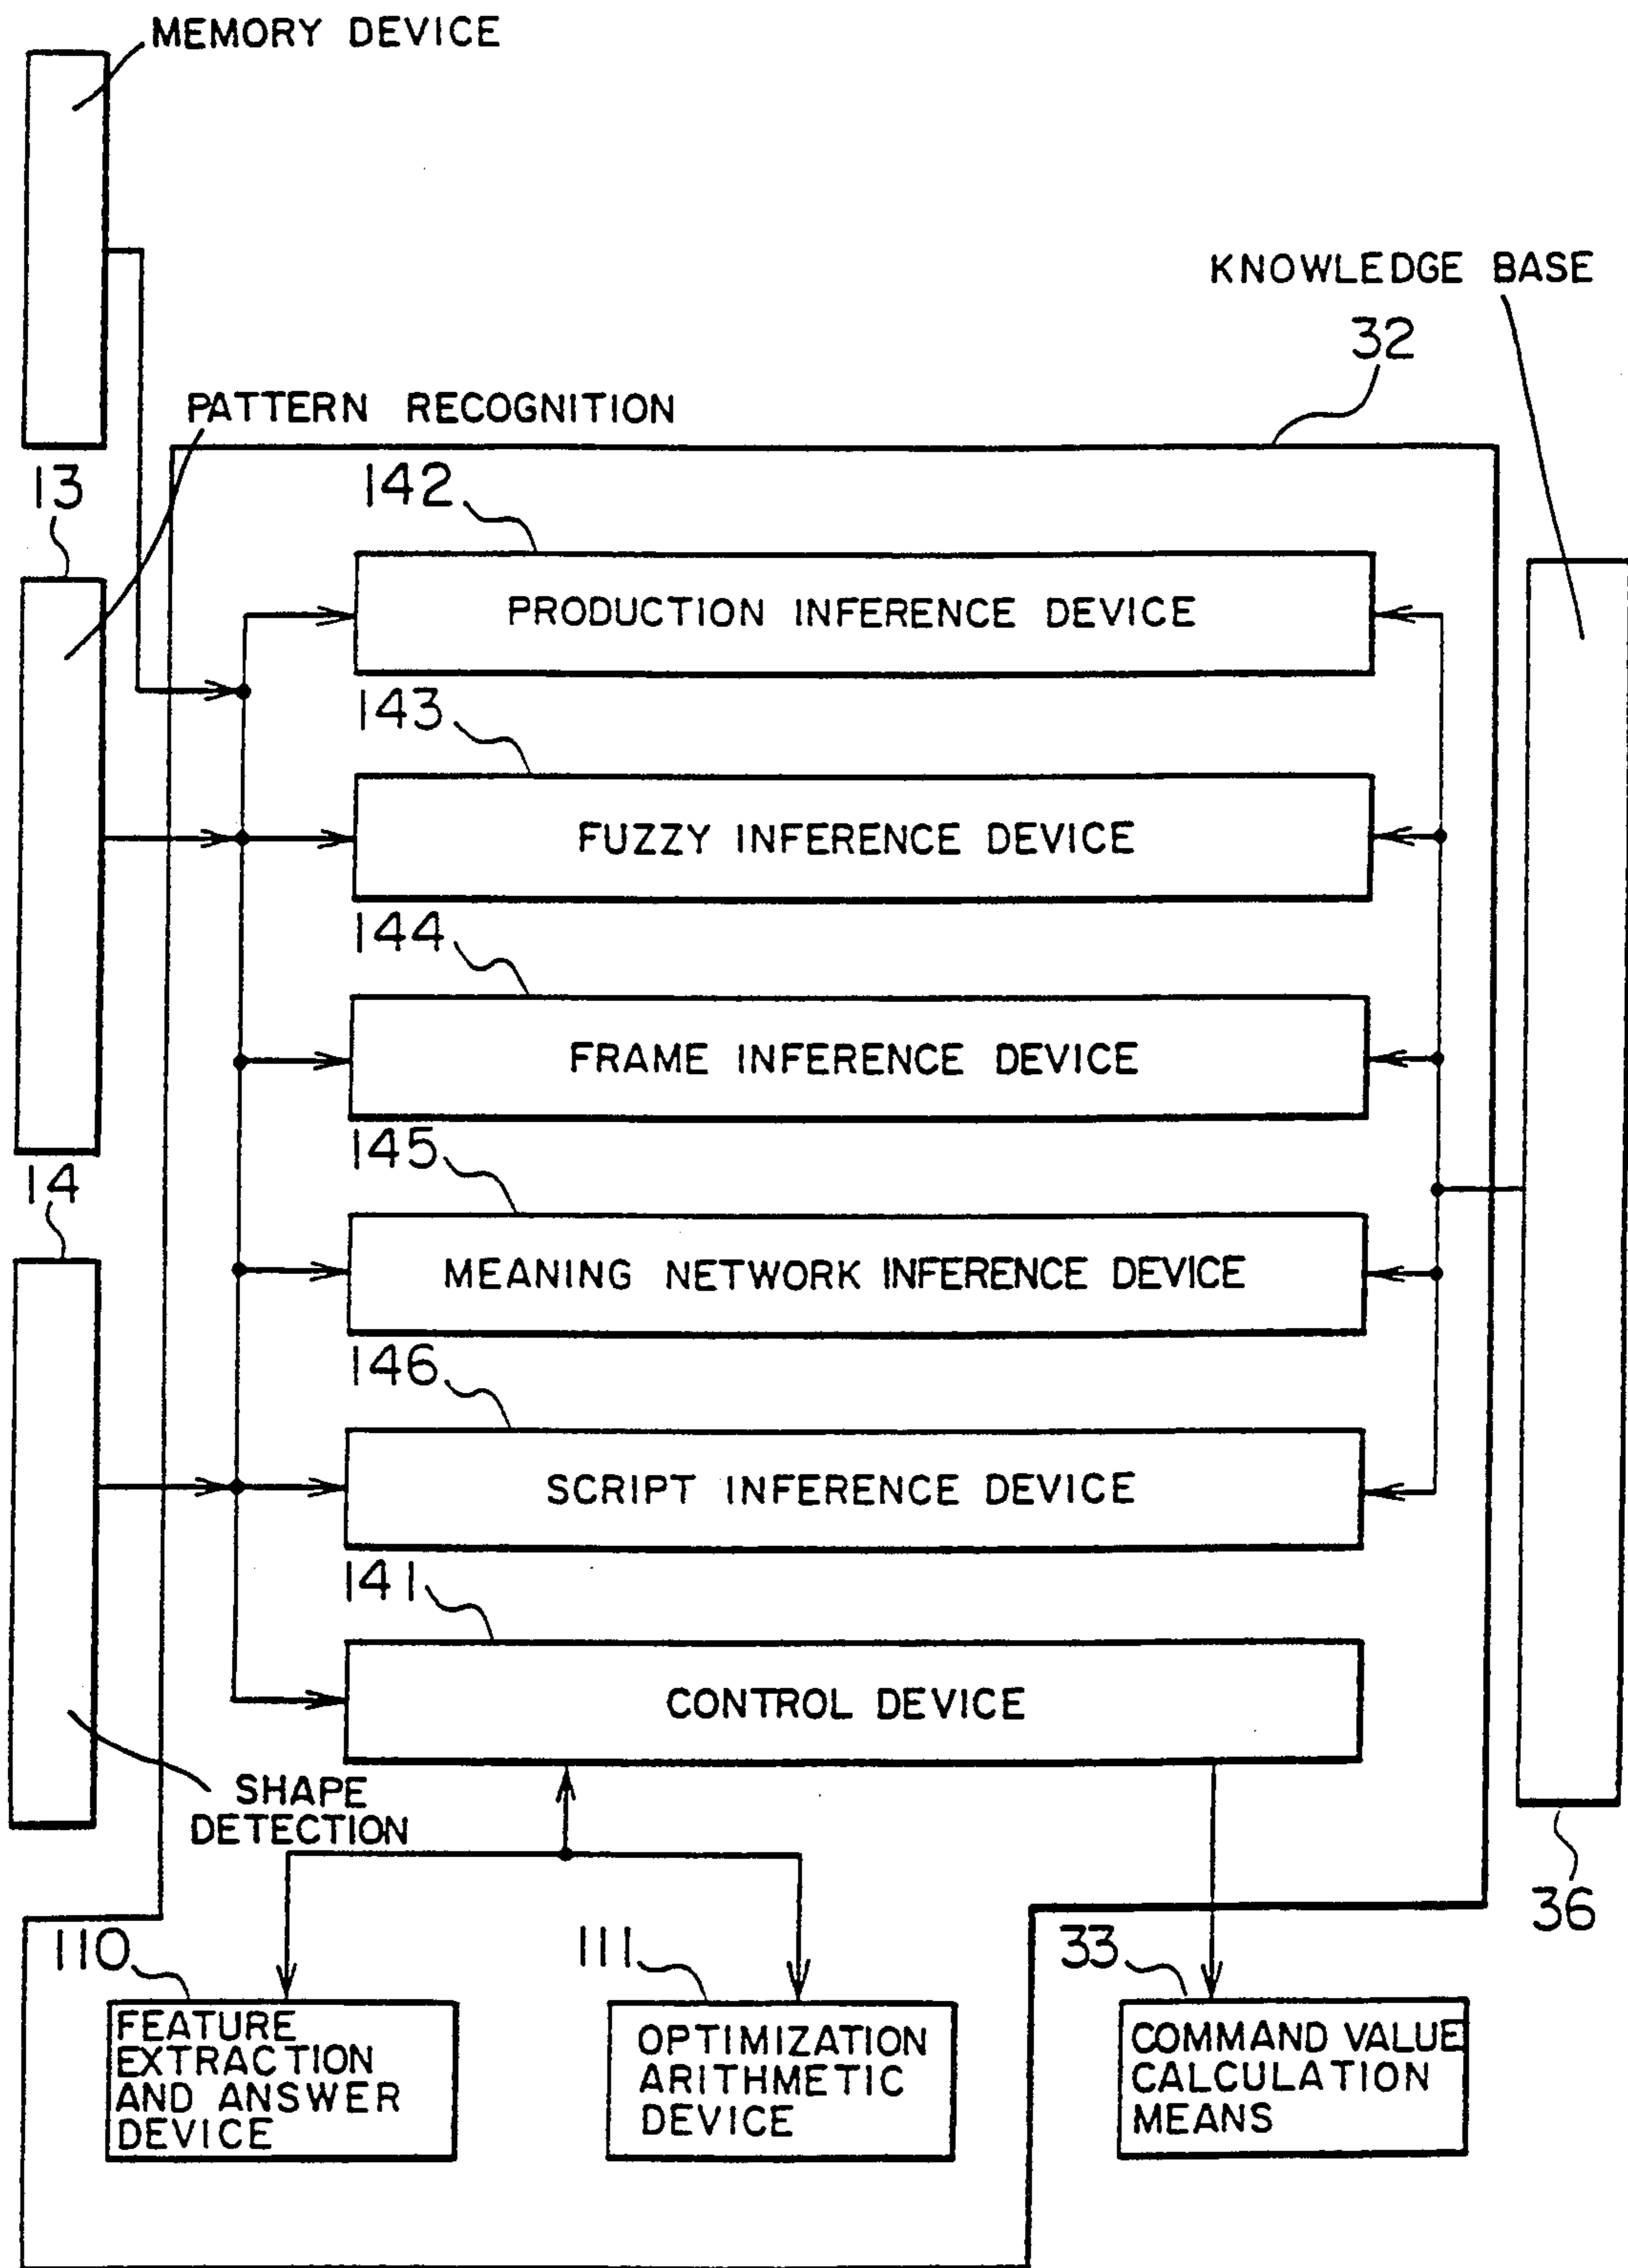 MEMORY DEVICE
KNOWLEDGE BASE
32
PATTERN RECOGNITION
13
142
PRODUCTION INFERENCE DEVICE
143
FUZZY INFERENCE DEVICE
144
FRAME INFERENCE DEVICE
145
14
MEANING NETWORK INFERENCE DEVICE
146
SCRIPT INFERENCE DEVICE
141
CONTROL DEVICE
SHAPE
DETECTION
36
110
111
33
FEATURE
EXTRACTION
AND ANSWER
DEVICE
OPTIMIZATION
ARITHMETIC
DEVICE
COMMAND VALUE
CALCULATION
MEANS